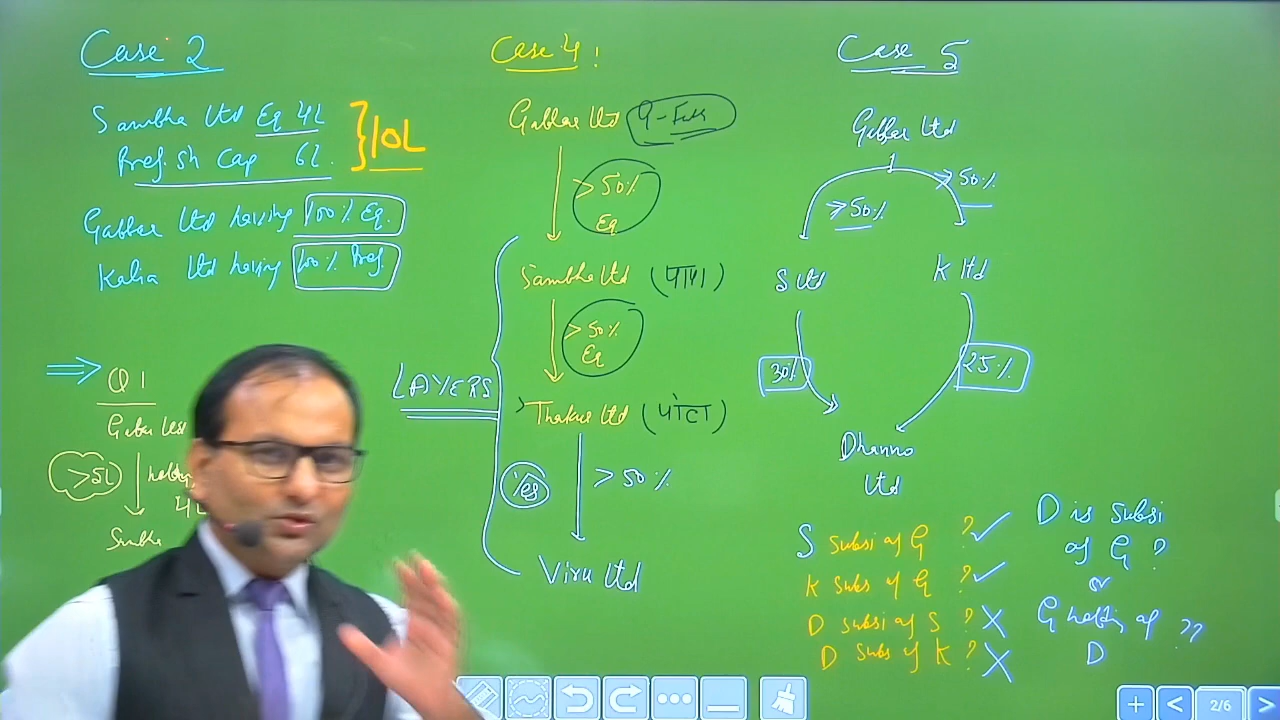 Case 2
Sambha Ltd Eq 4L
Pref. sh Cap 6L.
10L
Gabbar Ltd having 100% Eq.
Kalia Ltd having 100% Pref.
Q1
>5L
LAYERS
Case 4!
Gabbar Ltd
> 50%
Eq
Sambha Ltd (पोता)
> 50%
Eq
Thakur Ltd
Yes
> 50%
Viru Ltd
Case 5
Gabbar Ltd
>50%
>50%
S Ltd
K Ltd
30%
25%
Dhanno
Ltd
S subsi of G ? ✓
K subs of G ? ✓
D subsi of S ? X
D subs of K ? X
D is subsi
of G ?
or
G holding of ??
D
2/6